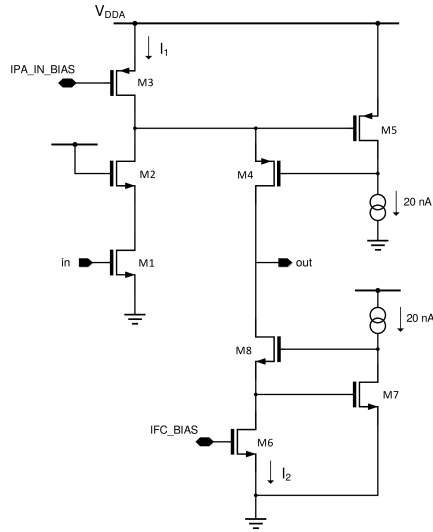 VDDA
I1
IPA_IN_BIAS
M3
M5
M2
M4
20 nA
in
M1
out
20 nA
M8
M7
IFC_BIAS
M6
I2